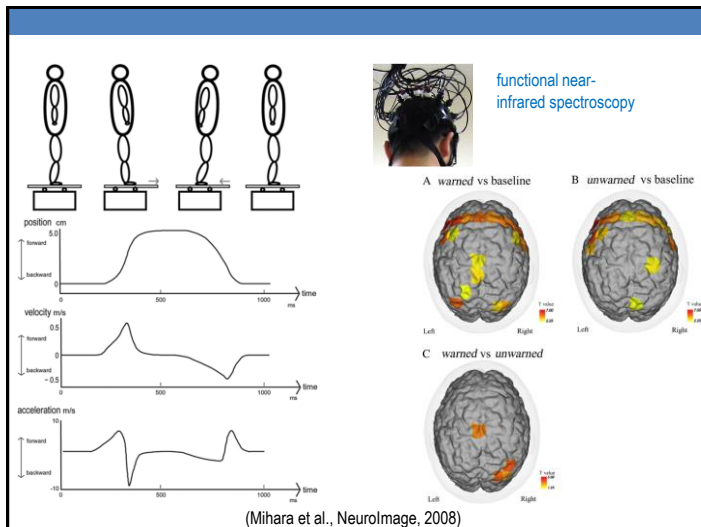 functional near-
infrared spectroscopy
position cm
5.0
forward
backward
0
0
500
1000
ms
time
velocity m/s
0.5
forward
0
backward
- 0.5
500
1000
ms
time
acceleration m/s
10
forward
backward
-10
0
500
1000
ms
time
A warned vs baseline
B unwarned vs baseline
T value
Left
Right
T value
Left
Right
C warned vs unwarned
T value
Left
Right
(Mihara et al., NeuroImage, 2008)